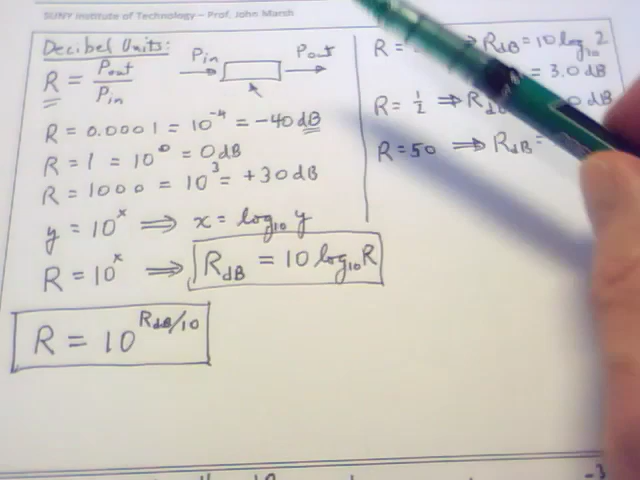 SUNY Institute of Technology – Prof. John Marsh
Decibel Units:
R = Pout/Pin
Pin Pout
R = 0.0001 = 10^-4 = -40 dB
R = 1 = 10^0 = 0 dB
R = 1000 = 10^3 = +30 dB
y = 10^x ⟹ x = log10 y
R = 10^x ⟹ RdB = 10 log10 R
R = 10^RdB/10
R = ⟹ RdB = 10 log10 2
= 3.0 dB
R = 1/2 ⟹ dB
R = 50 ⟹ RdB =
-3